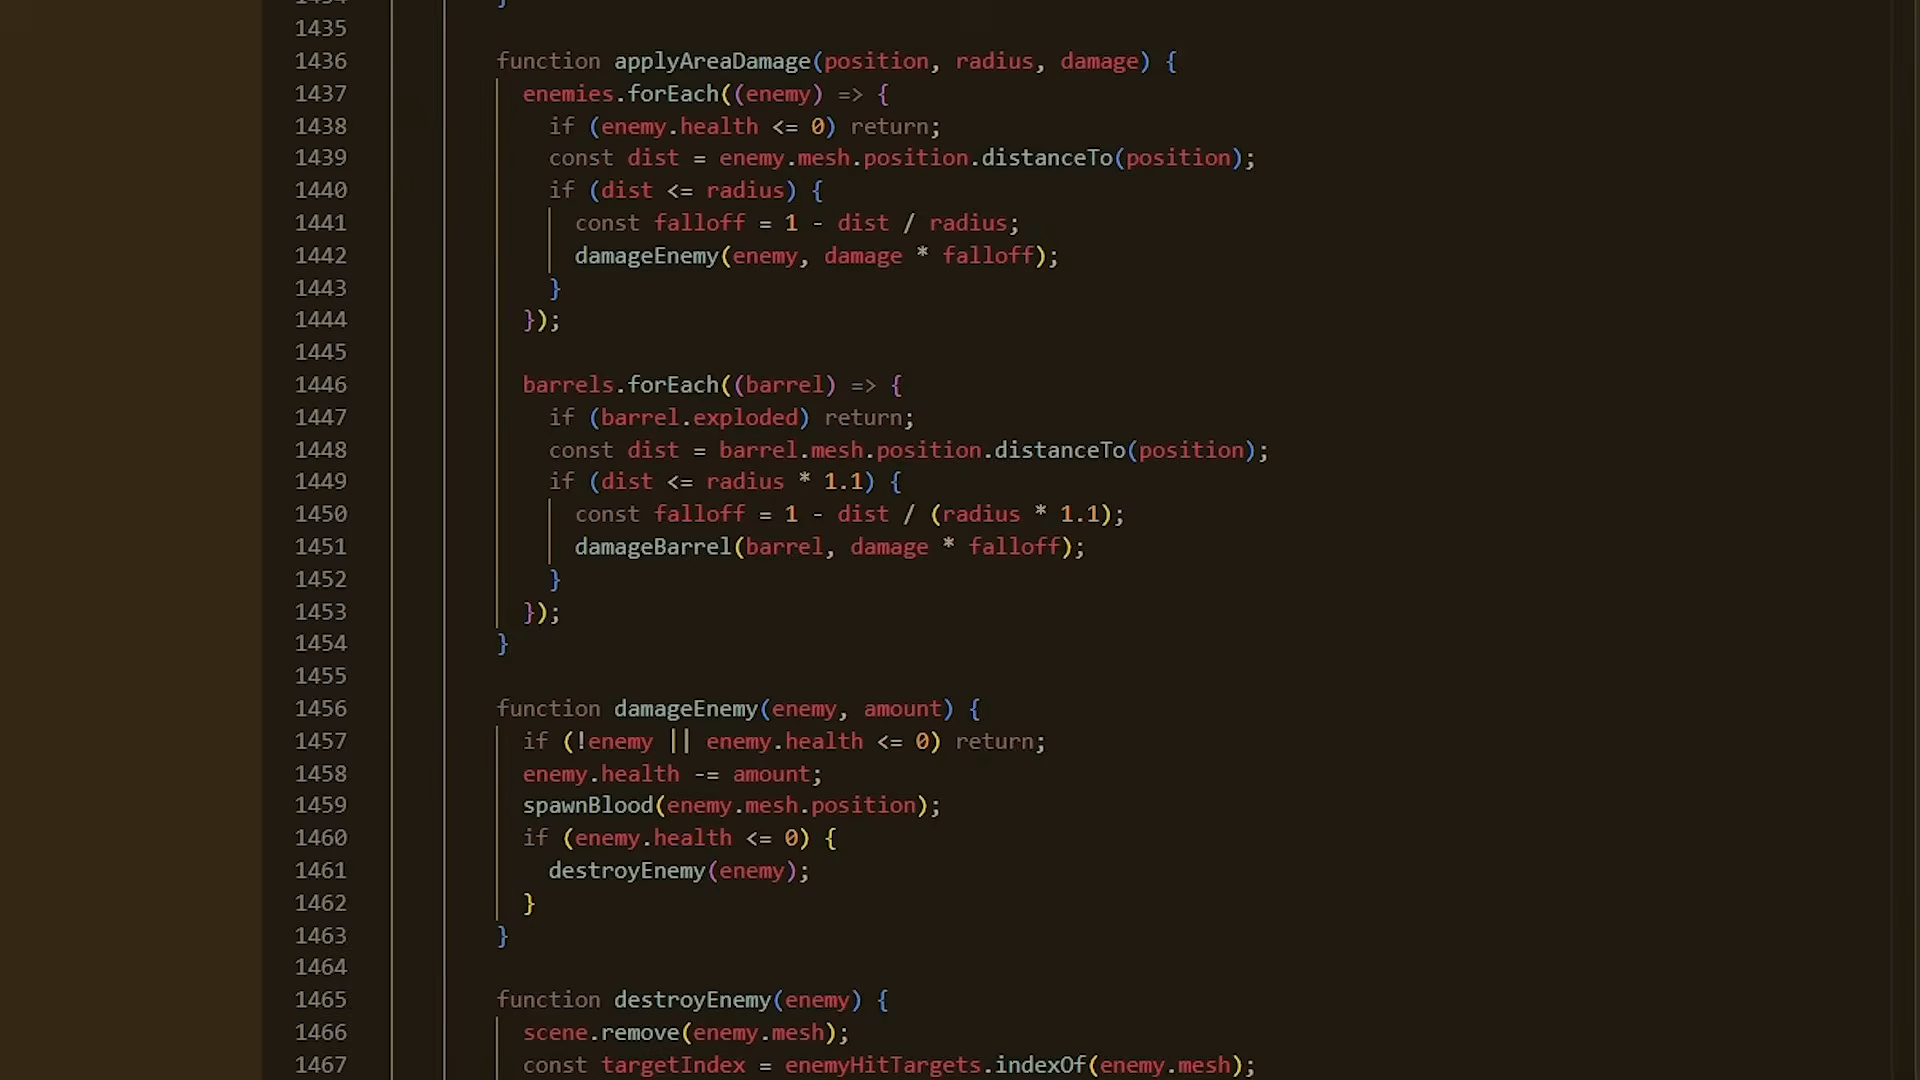 1434 }
1435
1436 function applyAreaDamage(position, radius, damage) {
1437 enemies.forEach((enemy) => {
1438 if (enemy.health <= 0) return;
1439 const dist = enemy.mesh.position.distanceTo(position);
1440 if (dist <= radius) {
1441 const falloff = 1 - dist / radius;
1442 damageEnemy(enemy, damage * falloff);
1443 }
1444 });
1445
1446 barrels.forEach((barrel) => {
1447 if (barrel.exploded) return;
1448 const dist = barrel.mesh.position.distanceTo(position);
1449 if (dist <= radius * 1.1) {
1450 const falloff = 1 - dist / (radius * 1.1);
1451 damageBarrel(barrel, damage * falloff);
1452 }
1453 });
1454 }
1455
1456 function damageEnemy(enemy, amount) {
1457 if (!enemy || enemy.health <= 0) return;
1458 enemy.health -= amount;
1459 spawnBlood(enemy.mesh.position);
1460 if (enemy.health <= 0) {
1461 destroyEnemy(enemy);
1462 }
1463 }
1464
1465 function destroyEnemy(enemy) {
1466 scene.remove(enemy.mesh);
1467 const targetIndex = enemyHitTargets.indexOf(enemy.mesh);